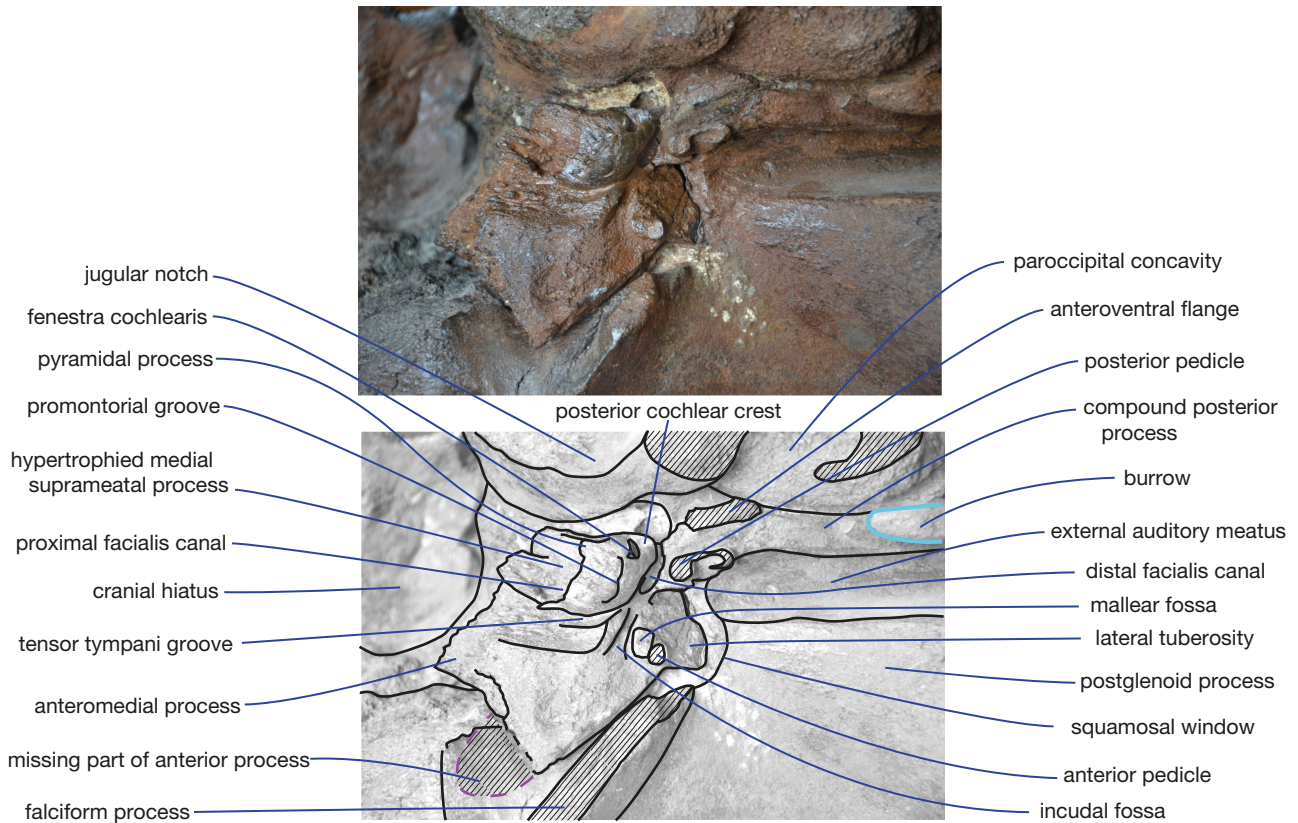 jugular notch
fenestra cochlearis
pyramidal process
promontorial groove
hypertrophied medial
suprameatal process
proximal facialis canal
cranial hiatus
tensor tympani groove
anteromedial process
missing part of anterior process
falciform process
posterior cochlear crest
paroccipital concavity
anteroventral flange
posterior pedicle
compound posterior
process
burrow
external auditory meatus
distal facialis canal
mallear fossa
lateral tuberosity
postglenoid process
squamosal window
anterior pedicle
incudal fossa